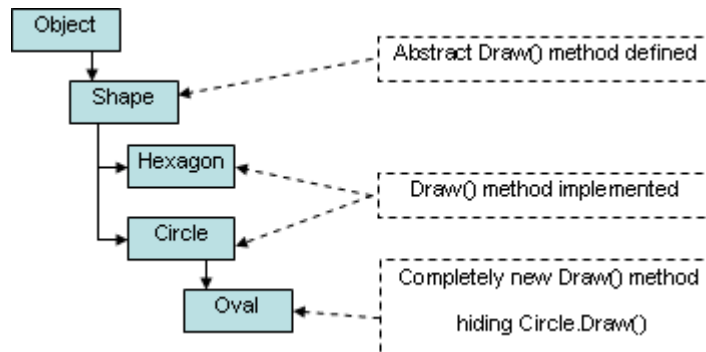 Object
Abstract Draw() method defined
Shape
Hexagon
Draw() method implemented
Circle
Completely new Draw() method
hiding Circle.Draw()
Oval